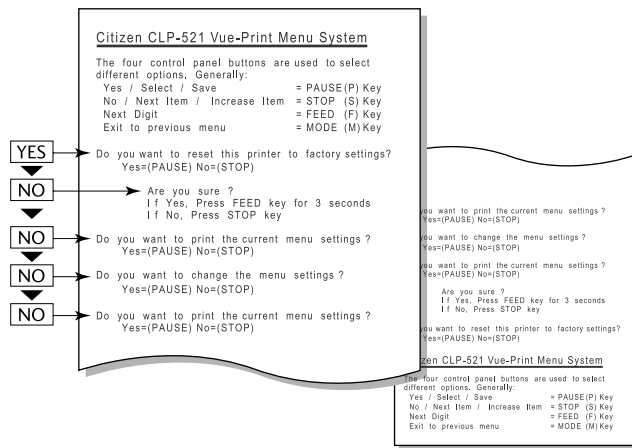 Citizen CLP-521 Vue-Print Menu System
The four control panel buttons are used to select
different options. Generally:
Yes / Select / Save = PAUSE(P) Key
No / Next Item / Increase Item = STOP (S) Key
Next Digit = FEED (F) Key
Exit to previous menu = MODE (M) Key
YES
Do you want to reset this printer to factory settings?
Yes=(PAUSE) No=(STOP)
NO
Are you sure ?
If Yes, Press FEED key for 3 seconds
If No, Press STOP key
NO
Do you want to print the current menu settings ?
Yes=(PAUSE) No=(STOP)
NO
Do you want to change the menu settings ?
Yes=(PAUSE) No=(STOP)
NO
Do you want to print the current menu settings ?
Yes=(PAUSE) No=(STOP)
you want to print the current menu settings ?
Yes=(PAUSE) No=(STOP)
you want to change the menu settings ?
Yes=(PAUSE) No=(STOP)
you want to print the current menu settings ?
Yes=(PAUSE) No=(STOP)
Are you sure ?
If Yes, Press FEED key for 3 seconds
If No, Press STOP key
you want to reset this printer to factory settings?
Yes=(PAUSE) No=(STOP)
zen CLP-521 Vue-Print Menu System
The four control panel buttons are used to select
different options. Generally:
Yes / Select / Save = PAUSE(P) Key
No / Next Item / Increase Item = STOP (S) Key
Next Digit = FEED (F) Key
Exit to previous menu = MODE (M) Key